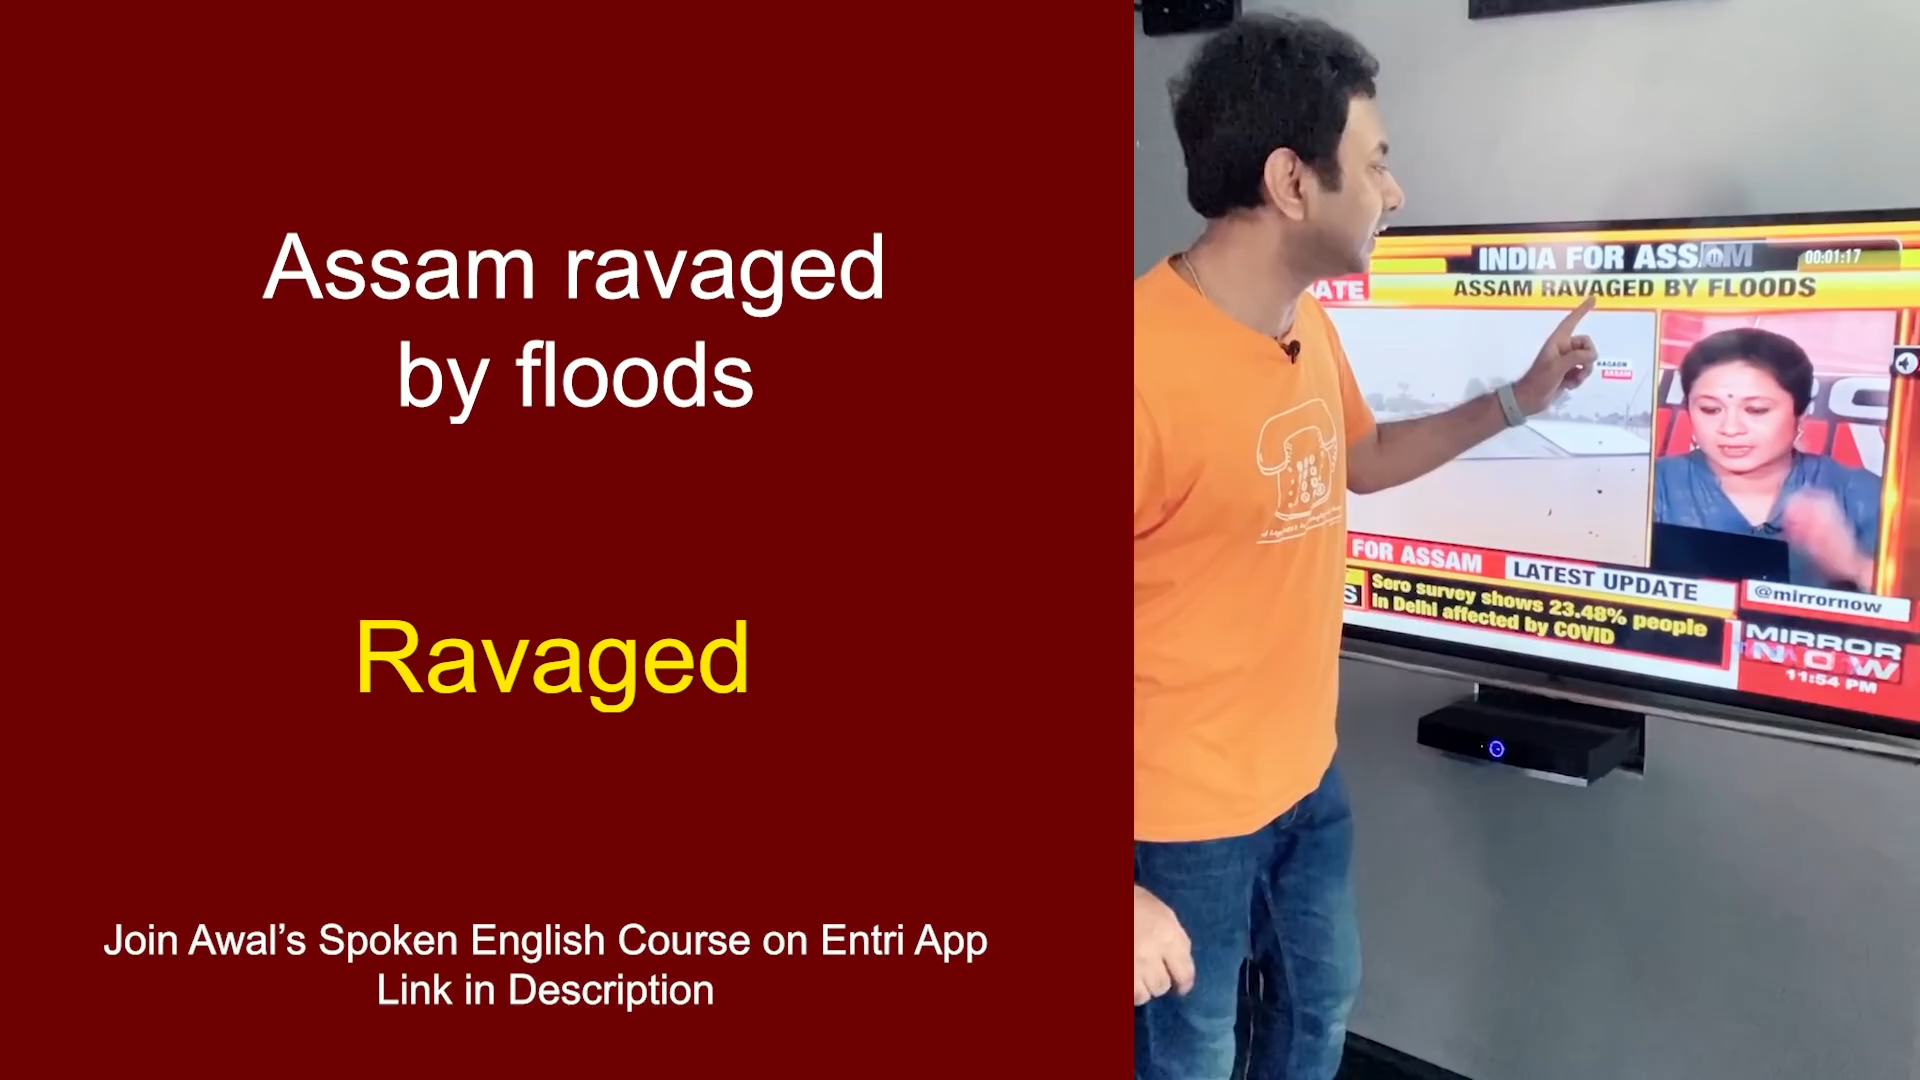 Assam ravaged
by floods
Ravaged
Join Awal's Spoken English Course on Entri App
Link in Description
INDIA FOR ASSAM
00:01:17
ASSAM RAVAGED BY FLOODS
ASSAM
FOR ASSAM
LATEST UPDATE
@mirrornow
Sero survey shows 23.48% people
in Delhi affected by COVID
MIRROR
NOW
11:54 PM